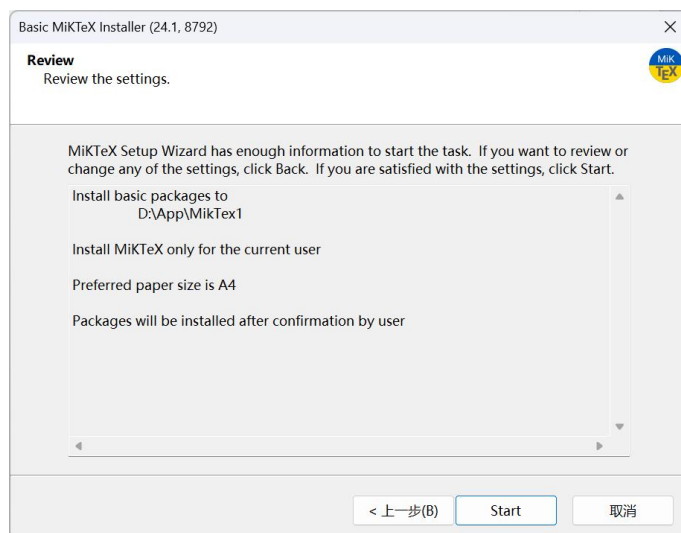 Basic MiKTeX Installer (24.1, 8792)
Review
Review the settings.
MiK
TEX
MiKTeX Setup Wizard has enough information to start the task. If you want to review or
change any of the settings, click Back. If you are satisfied with the settings, click Start.
Install basic packages to
D:\App\MikTex1
Install MiKTeX only for the current user
Preferred paper size is A4
Packages will be installed after confirmation by user
< 上一步(B)
Start
取消